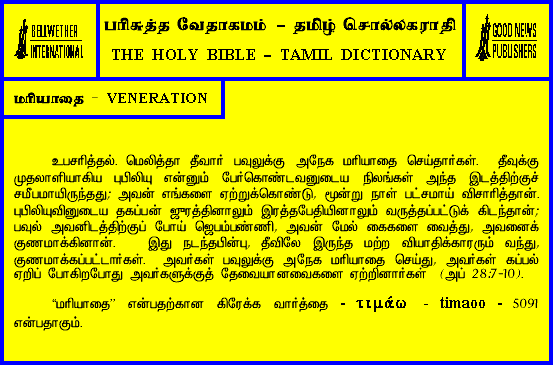 BELLWETHER
INTERNATIONAL
பரிசுத்த வேதாகமம் – தமிழ் சொல்லகராதி
THE HOLY BIBLE – TAMIL DICTIONARY
GOOD NEWS
PUBLISHERS
மரியாதை - VENERATION
உபசரித்தல். மெலித்தா தீவார் பவுலுக்கு அநேக மரியாதை செய்தார்கள். தீவுக்கு
முதலாளியாகிய புபிலியு என்னும் பேர்கொண்டவனுடைய நிலங்கள் அந்த இடத்திற்குச்
சமீபமாயிருந்தது; அவன் எங்களை ஏற்றுக்கொண்டு, மூன்று நாள் பட்சமாய் விசாரித்தான்.
புபிலியுவினுடைய தகப்பன் ஜுரத்தினாலும் இரத்தபேதியினாலும் வருத்தப்பட்டுக் கிடந்தான்;
பவுல் அவனிடத்திற்குப் போய் ஜெபம்பண்ணி, அவன் மேல் கைகளை வைத்து, அவனைக்
குணமாக்கினான். இது நடந்தபின்பு, தீவிலே இருந்த மற்ற வியாதிக்காரரும் வந்து,
குணமாக்கப்பட்டார்கள். அவர்கள் பவுலுக்கு அநேக மரியாதை செய்து, அவர்கள் கப்பல்
ஏறிப் போகிறபோது அவர்களுக்குத் தேவையானவைகளை ஏற்றினார்கள் (அப் 28:7-10).
“மரியாதை” என்பதற்கான கிரேக்க வார்த்தை - τιμάω - timaoo - 5091
என்பதாகும்.